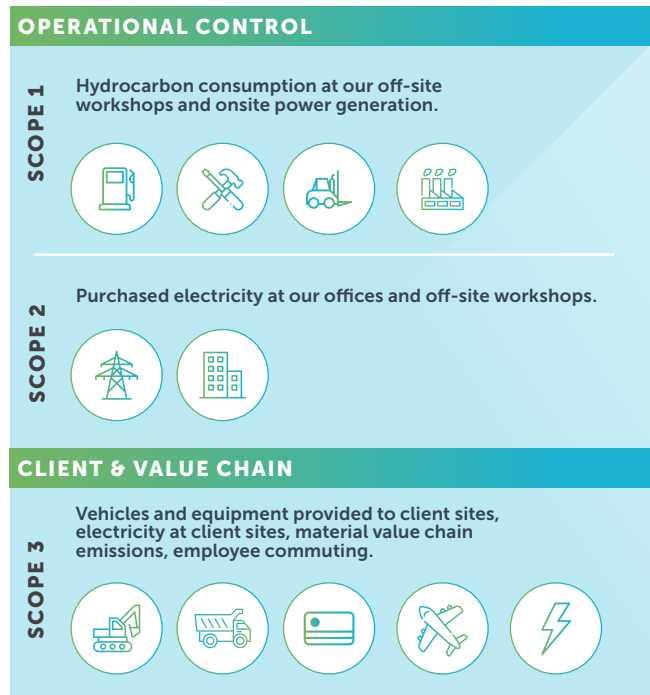 OPERATIONAL CONTROL
SCOPE 1
Hydrocarbon consumption at our off-site
workshops and onsite power generation.
SCOPE 2
Purchased electricity at our offices and off-site workshops.
CLIENT & VALUE CHAIN
SCOPE 3
Vehicles and equipment provided to client sites,
electricity at client sites, material value chain
emissions, employee commuting.